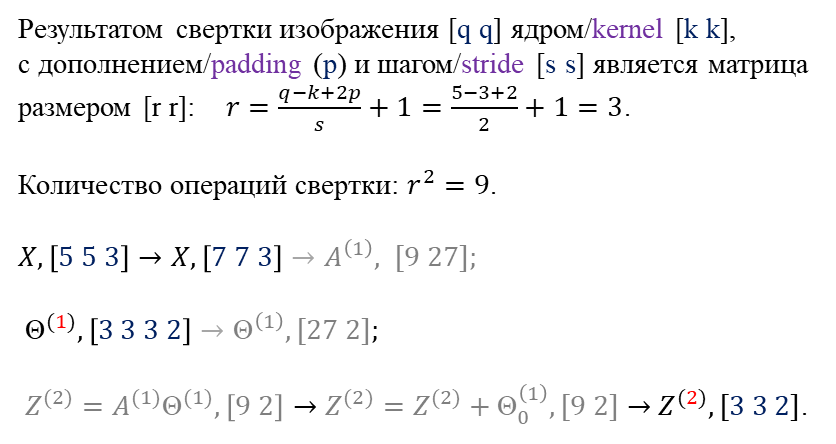 Результатом свертки изображения [q q] ядром/kernel [k k],
с дополнением/padding (p) и шагом/stride [s s] является матрица
размером [r r]: r = (q−k+2p)/s + 1 = (5−3+2)/2 + 1 = 3.
Количество операций свертки: r² = 9.
X, [5 5 3] → X, [7 7 3] → A⁽¹⁾, [9 27];
Θ⁽¹⁾, [3 3 3 2] → Θ⁽¹⁾, [27 2];
Z⁽²⁾ = A⁽¹⁾Θ⁽¹⁾, [9 2] → Z⁽²⁾ = Z⁽²⁾ + Θ₀⁽¹⁾, [9 2] → Z⁽²⁾, [3 3 2].